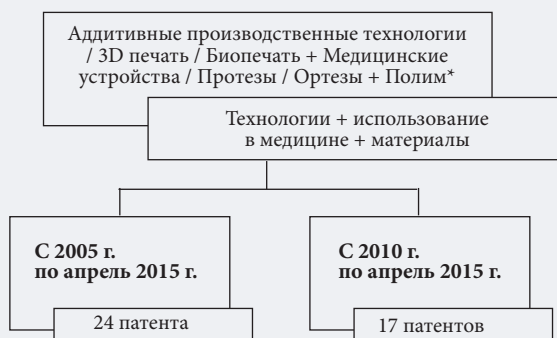 Аддитивные производственные технологии
/ 3D печать / Биопечать + Медицинские
устройства / Протезы / Ортезы + Полим*
Технологии + использование
в медицине + материалы
С 2005 г.
по апрель 2015 г.
24 патента
С 2010 г.
по апрель 2015 г.
17 патентов